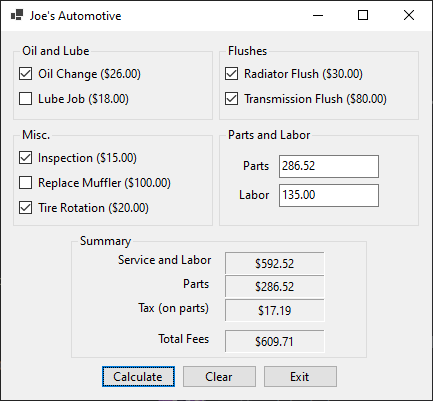 Joe's Automotive
Oil and Lube
Oil Change ($26.00)
Lube Job ($18.00)
Flushes
Radiator Flush ($30.00)
Transmission Flush ($80.00)
Misc.
Inspection ($15.00)
Replace Muffler ($100.00)
Tire Rotation ($20.00)
Parts and Labor
Parts 286.52
Labor 135.00
Summary
Service and Labor $592.52
Parts $286.52
Tax (on parts) $17.19
Total Fees $609.71
Calculate Clear Exit